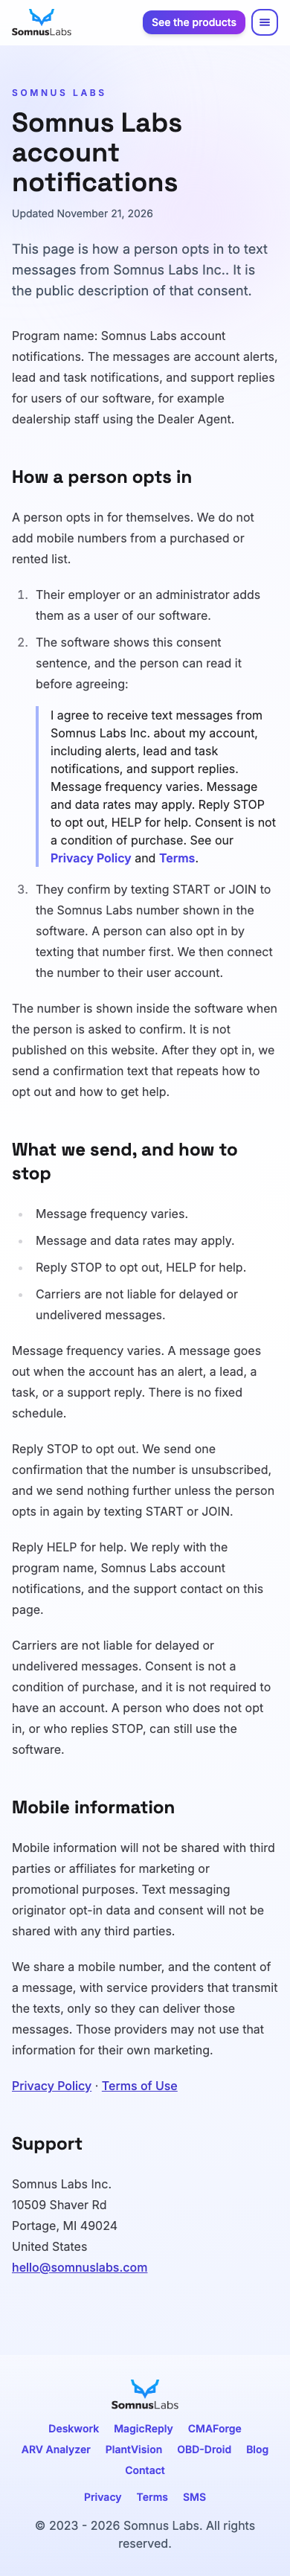 SomnusLabs
See the products
SOMNUS LABS
Somnus Labs
account
notifications
Updated November 21, 2026
This page is how a person opts in to text
messages from Somnus Labs Inc.. It is
the public description of that consent.
Program name: Somnus Labs account
notifications. The messages are account alerts,
lead and task notifications, and support replies
for users of our software, for example
dealership staff using the Dealer Agent.
How a person opts in
A person opts in for themselves. We do not
add mobile numbers from a purchased or
rented list.
1. Their employer or an administrator adds
them as a user of our software.
2. The software shows this consent
sentence, and the person can read it
before agreeing:
I agree to receive text messages from
Somnus Labs Inc. about my account,
including alerts, lead and task
notifications, and support replies.
Message frequency varies. Message
and data rates may apply. Reply STOP
to opt out, HELP for help. Consent is not
a condition of purchase. See our
Privacy Policy and Terms.
3. They confirm by texting START or JOIN to
the Somnus Labs number shown in the
software. A person can also opt in by
texting that number first. We then connect
the number to their user account.
The number is shown inside the software when
the person is asked to confirm. It is not
published on this website. After they opt in, we
send a confirmation text that repeats how to
opt out and how to get help.
What we send, and how to
stop
• Message frequency varies.
• Message and data rates may apply.
• Reply STOP to opt out, HELP for help.
• Carriers are not liable for delayed or
undelivered messages.
Message frequency varies. A message goes
out when the account has an alert, a lead, a
task, or a support reply. There is no fixed
schedule.
Reply STOP to opt out. We send one
confirmation that the number is unsubscribed,
and we send nothing further unless the person
opts in again by texting START or JOIN.
Reply HELP for help. We reply with the
program name, Somnus Labs account
notifications, and the support contact on this
page.
Carriers are not liable for delayed or
undelivered messages. Consent is not a
condition of purchase, and it is not required to
have an account. A person who does not opt
in, or who replies STOP, can still use the
software.
Mobile information
Mobile information will not be shared with third
parties or affiliates for marketing or
promotional purposes. Text messaging
originator opt-in data and consent will not be
shared with any third parties.
We share a mobile number, and the content of
a message, with service providers that transmit
the texts, only so they can deliver those
messages. Those providers may not use that
information for their own marketing.
Privacy Policy · Terms of Use
Support
Somnus Labs Inc.
10509 Shaver Rd
Portage, MI 49024
United States
hello@somnuslabs.com
SomnusLabs
Deskwork MagicReply CMAForge
ARV Analyzer PlantVision OBD-Droid Blog
Contact
Privacy Terms SMS
© 2023 - 2026 Somnus Labs. All rights
reserved.